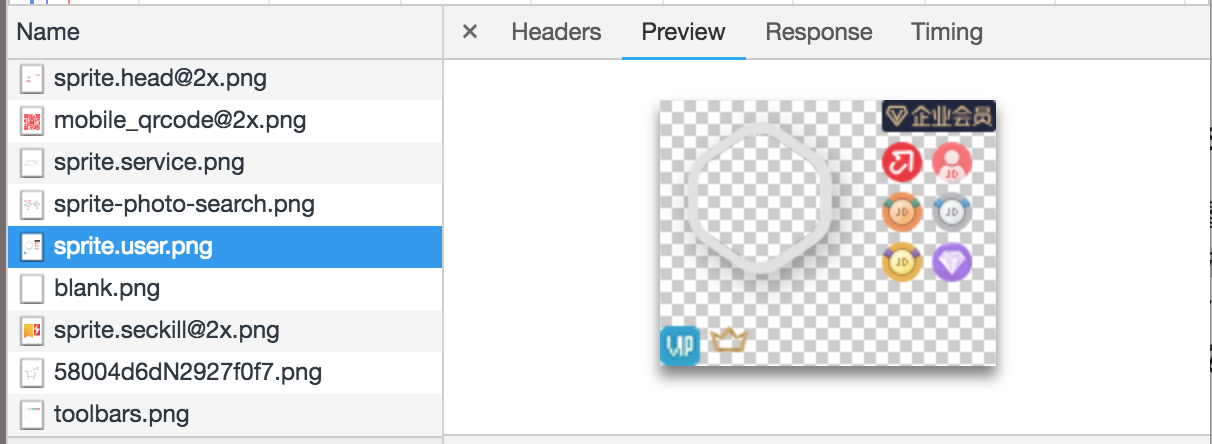 Name
sprite.head@2x.png
mobile_qrcode@2x.png
sprite.service.png
sprite-photo-search.png
sprite.user.png
blank.png
sprite.seckill@2x.png
58004d6dN2927f0f7.png
toolbars.png
× Headers Preview Response Timing
企业会员
JD
JD JD
JD
VIP